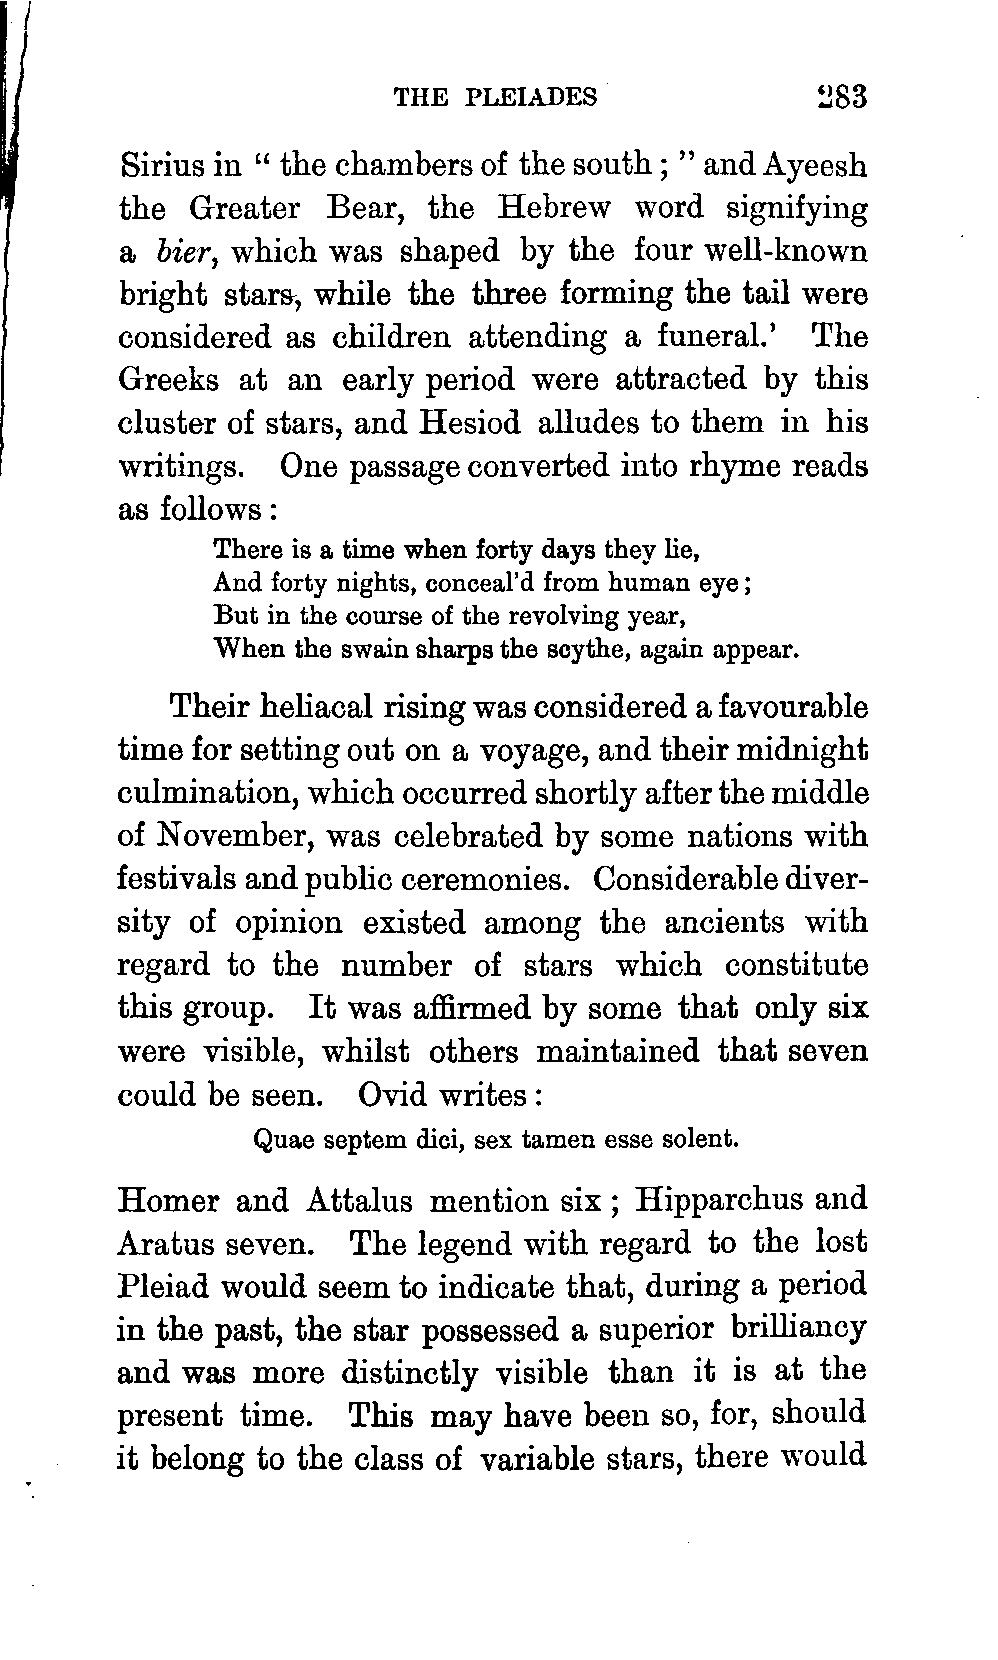 THE PLEIADES 283
Sirius in “ the chambers of the south ; ” and Ayeesh
the Greater Bear, the Hebrew word signifying
a bier, which was shaped by the four well-known
bright stars, while the three forming the tail were
considered as children attending a funeral.’ The
Greeks at an early period were attracted by this
cluster of stars, and Hesiod alludes to them in his
writings. One passage converted into rhyme reads
as follows :
There is a time when forty days they lie,
And forty nights, conceal’d from human eye ;
But in the course of the revolving year,
When the swain sharps the scythe, again appear.
Their heliacal rising was considered a favourable
time for setting out on a voyage, and their midnight
culmination, which occurred shortly after the middle
of November, was celebrated by some nations with
festivals and public ceremonies. Considerable diver-
sity of opinion existed among the ancients with
regard to the number of stars which constitute
this group. It was affirmed by some that only six
were visible, whilst others maintained that seven
could be seen. Ovid writes :
Quae septem dici, sex tamen esse solent.
Homer and Attalus mention six ; Hipparchus and
Aratus seven. The legend with regard to the lost
Pleiad would seem to indicate that, during a period
in the past, the star possessed a superior brilliancy
and was more distinctly visible than it is at the
present time. This may have been so, for, should
it belong to the class of variable stars, there would